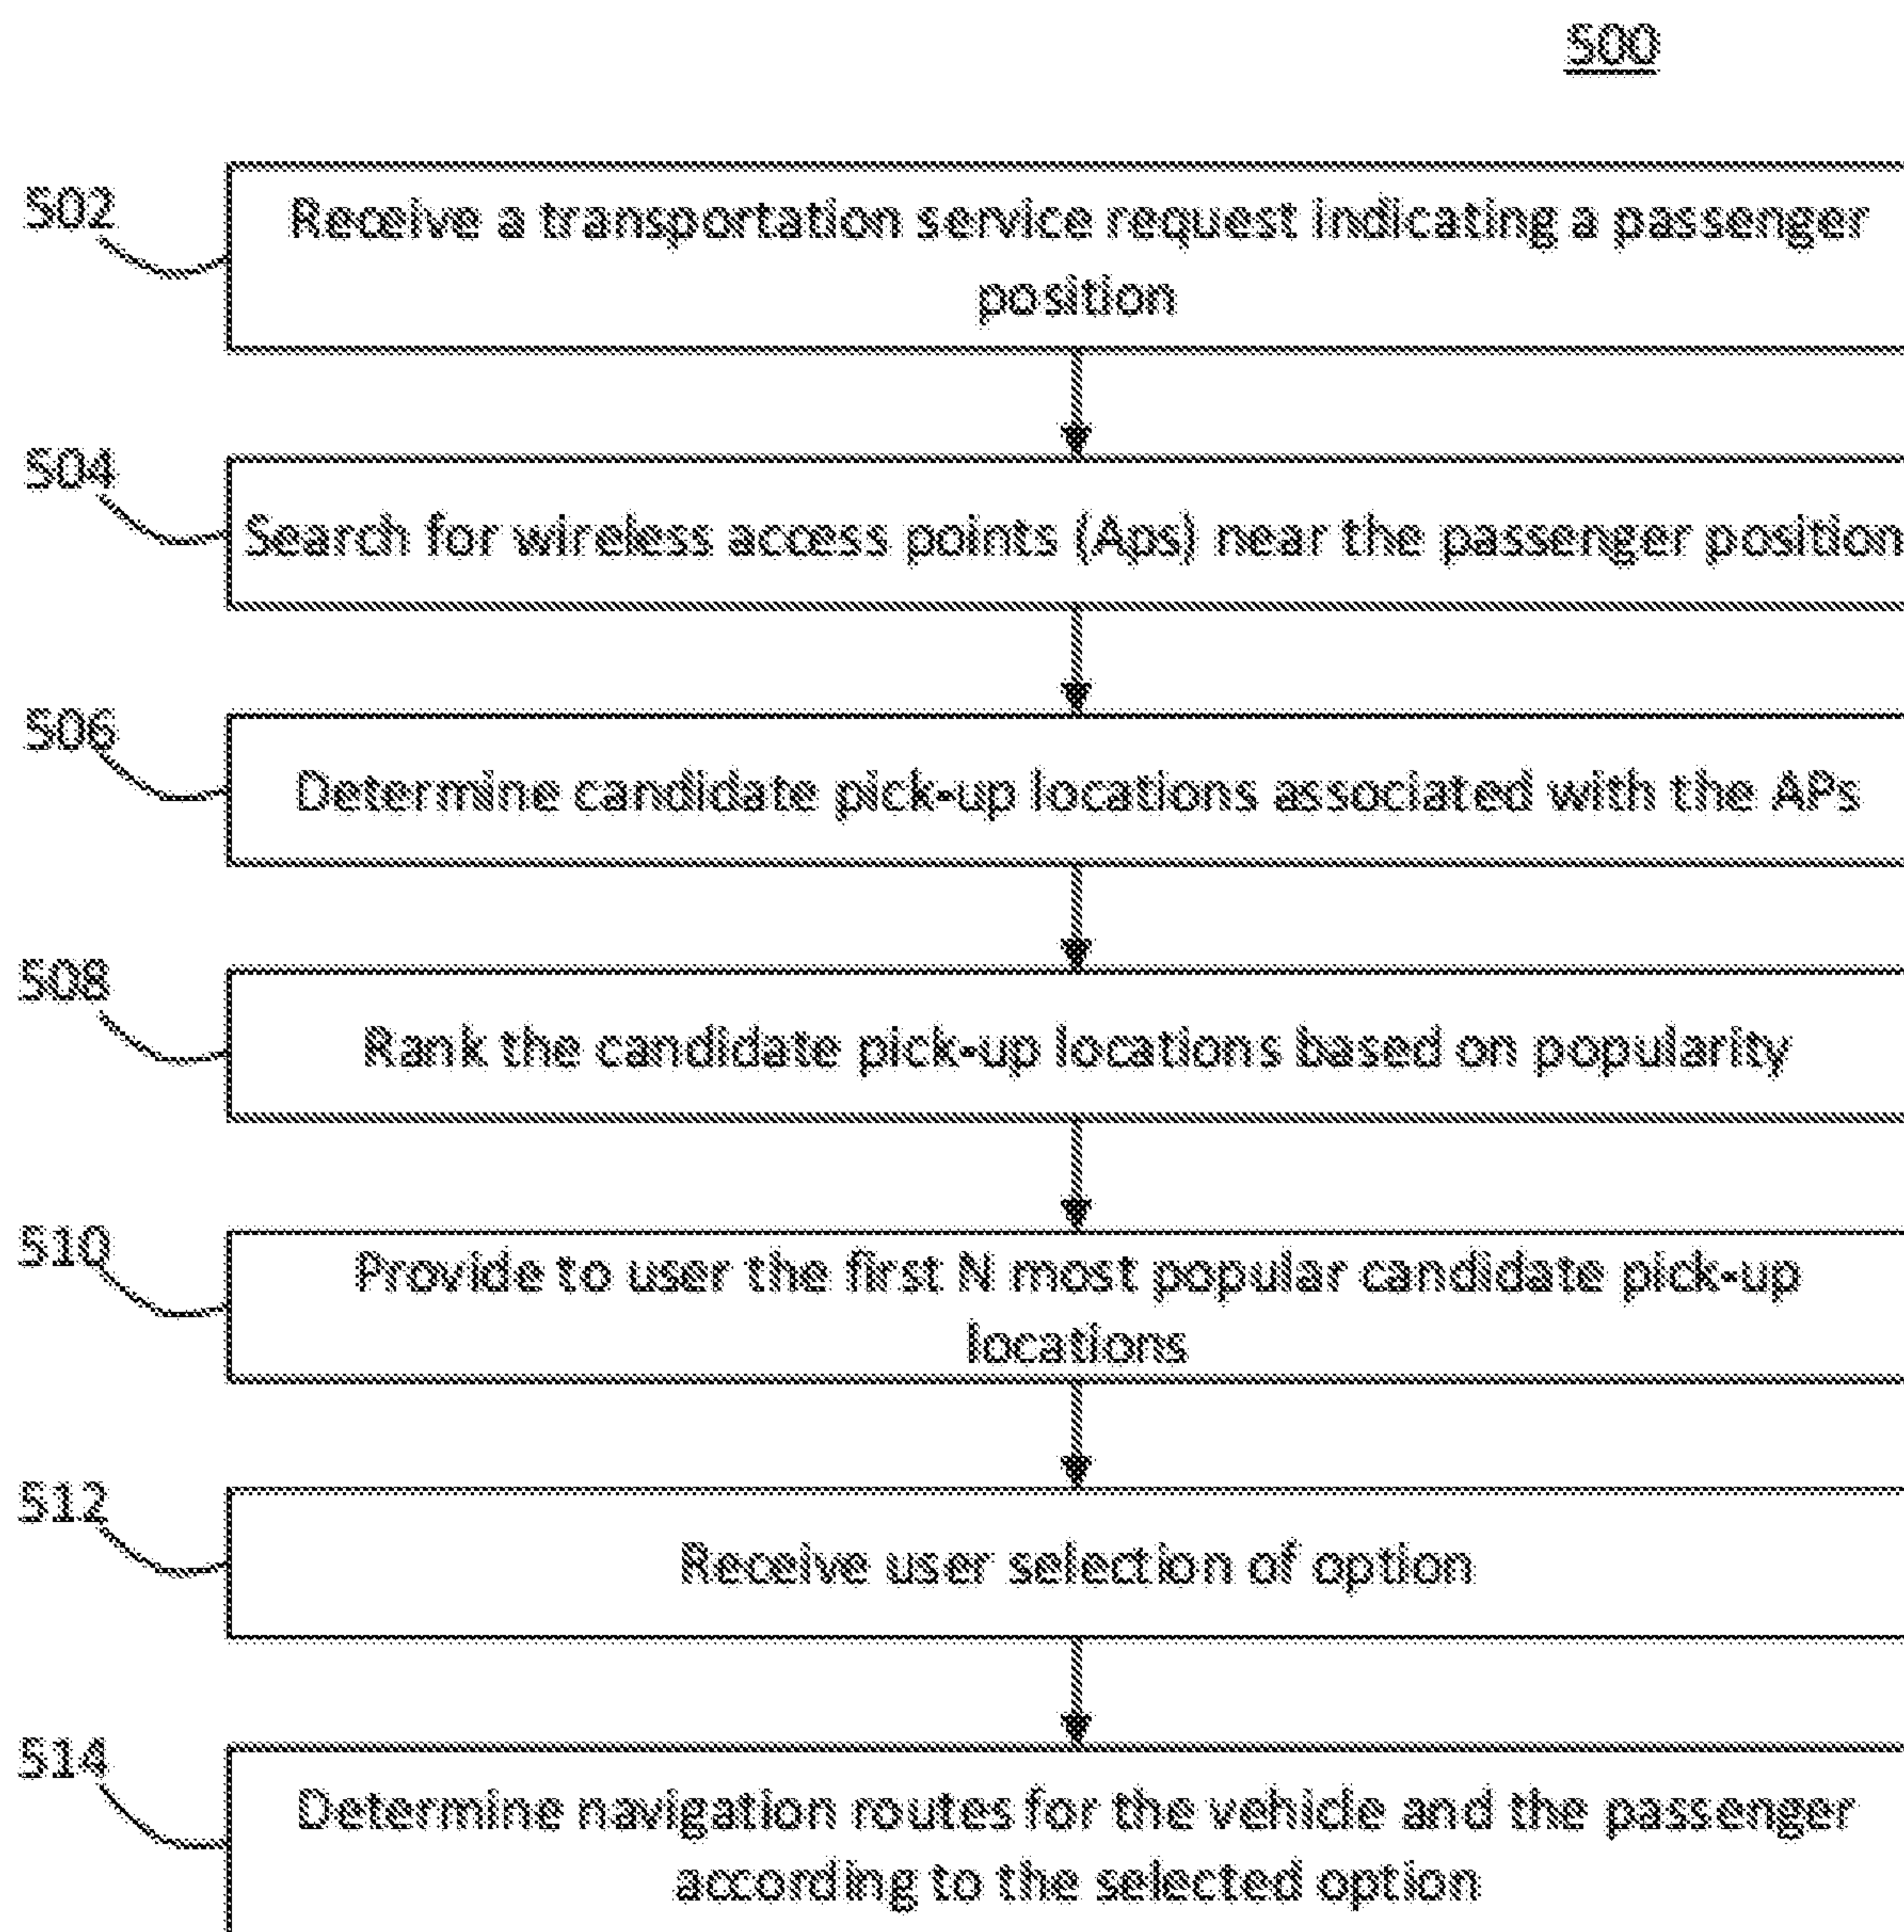 500
502
Receive a transportation service request indicating a passenger
position
504
Search for wireless access points (Aps) near the passenger position
506
Determine candidate pick-up locations associated with the APs
508
Rank the candidate pick-up locations based on popularity
510
Provide to user the first N most popular candidate pick-up
locations
512
Receive user selection of option
514
Determine navigation routes for the vehicle and the passenger
according to the selected option